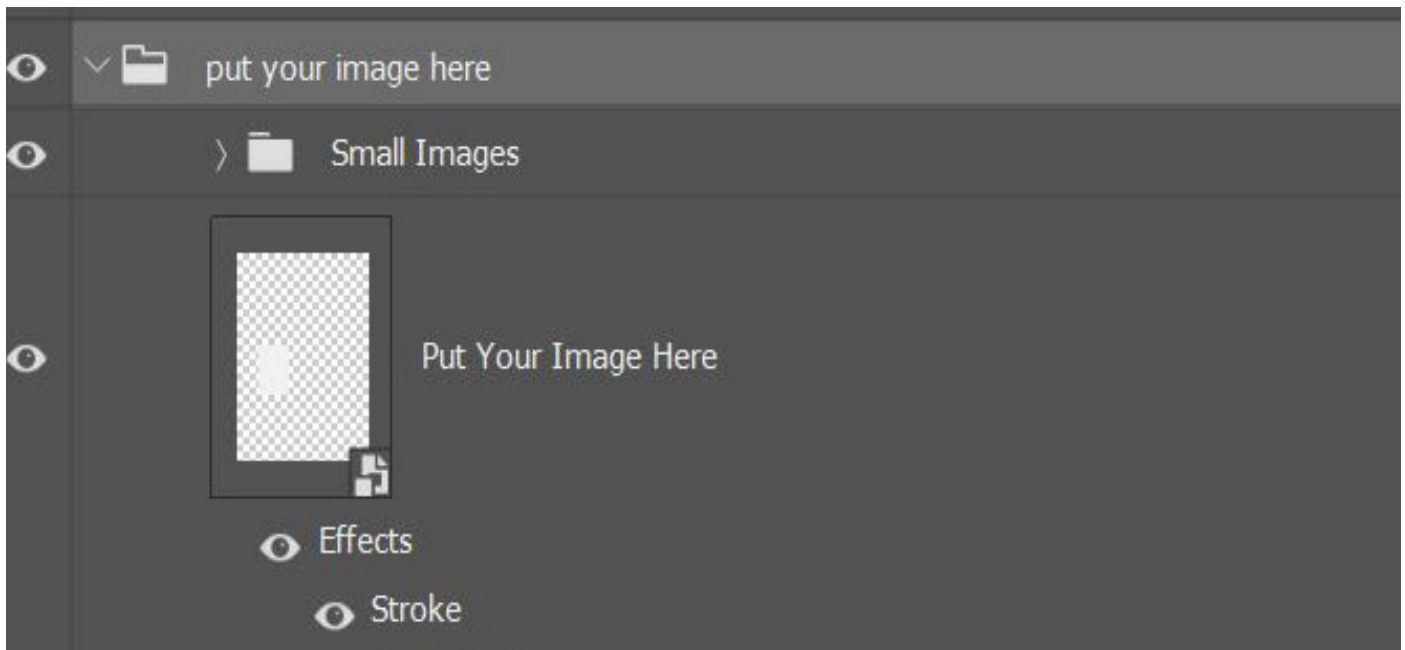 put your image here
Small Images
Put Your Image Here
Effects
Stroke